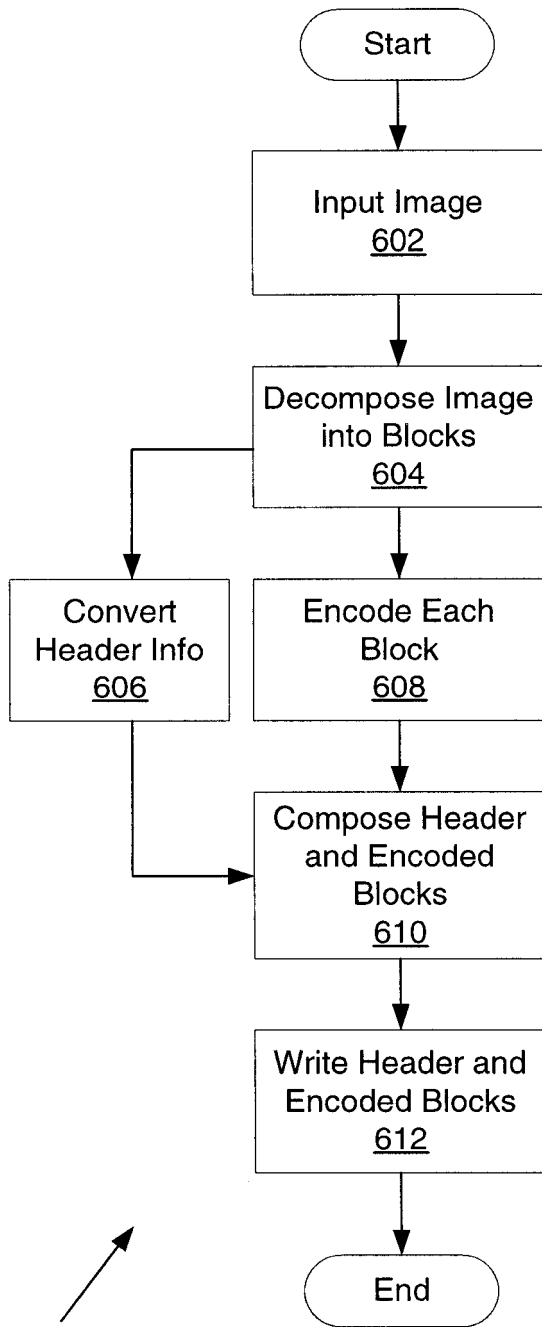 Start
Input Image
602
Decompose Image
into Blocks
604
Convert
Header Info
606
Encode Each
Block
608
Compose Header
and Encoded
Blocks
610
Write Header and
Encoded Blocks
612
End